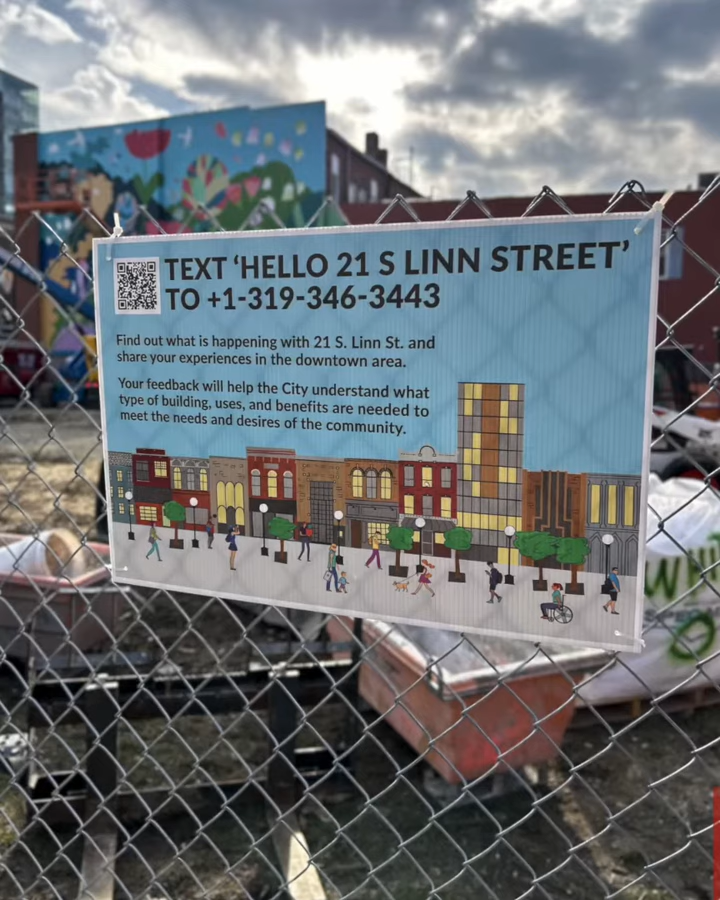 TEXT ‘HELLO 21 S LINN STREET’
TO +1-319-346-3443
Find out what is happening with 21 S. Linn St. and
share your experiences in the downtown area.
Your feedback will help the City understand what
type of building, uses, and benefits are needed to
meet the needs and desires of the community.